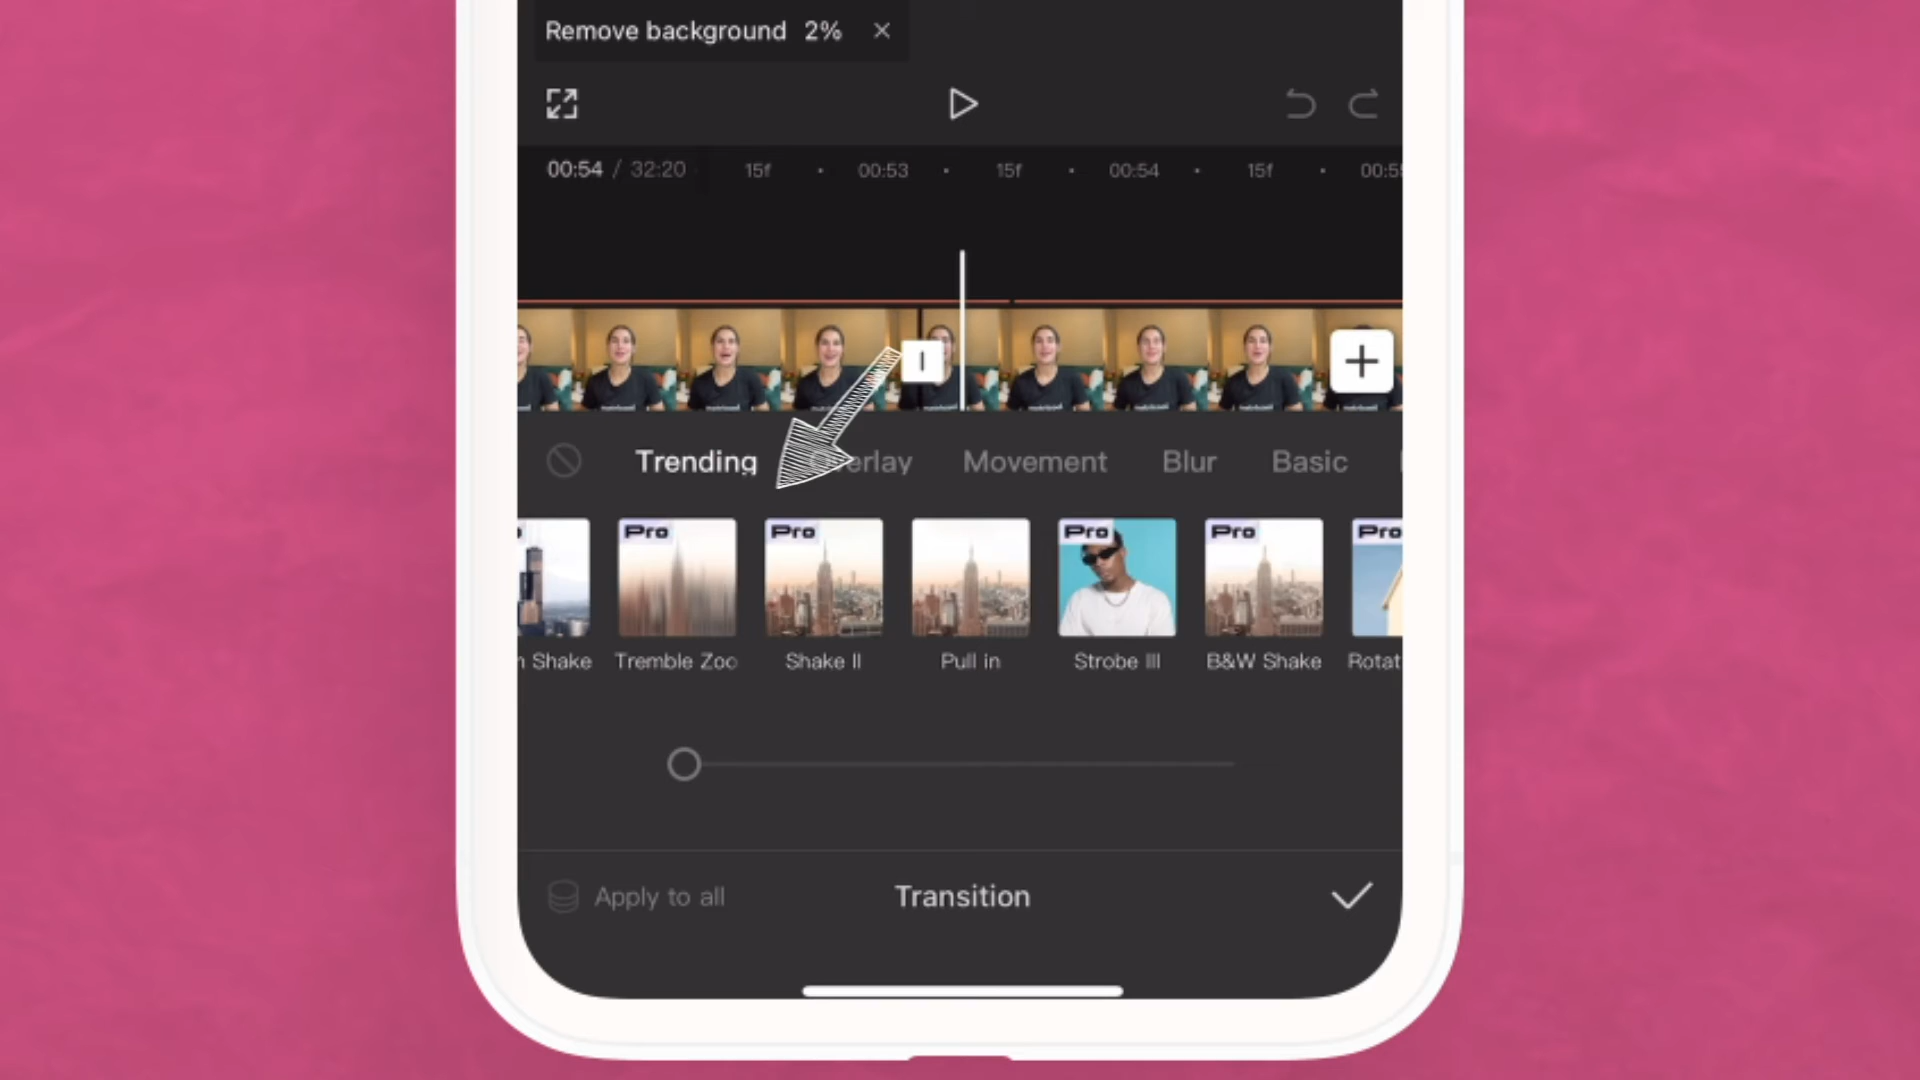 Remove background 2% ×
00:54 / 32:20 15f 00:53 15f 00:54 15f
Trending Movement Blur Basic
Pro Pro Pro Pro Pro
Shake Tremble Shake II Pull in Strobe III B&W Shake
Apply to all Transition